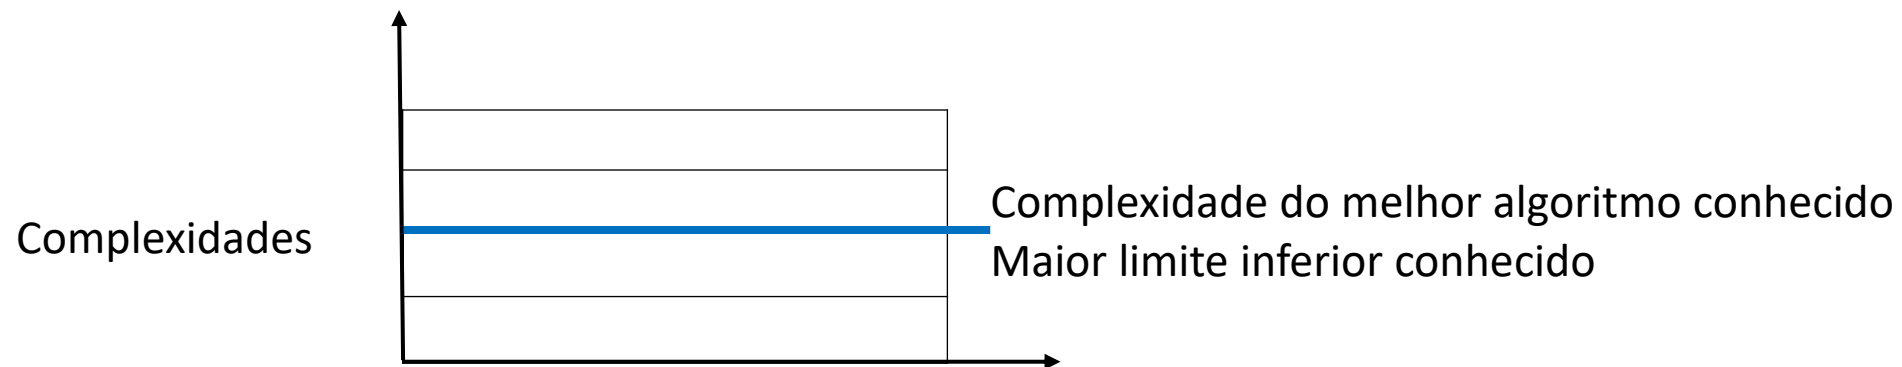 Complexidades
Complexidade do melhor algoritmo conhecido
Maior limite inferior conhecido